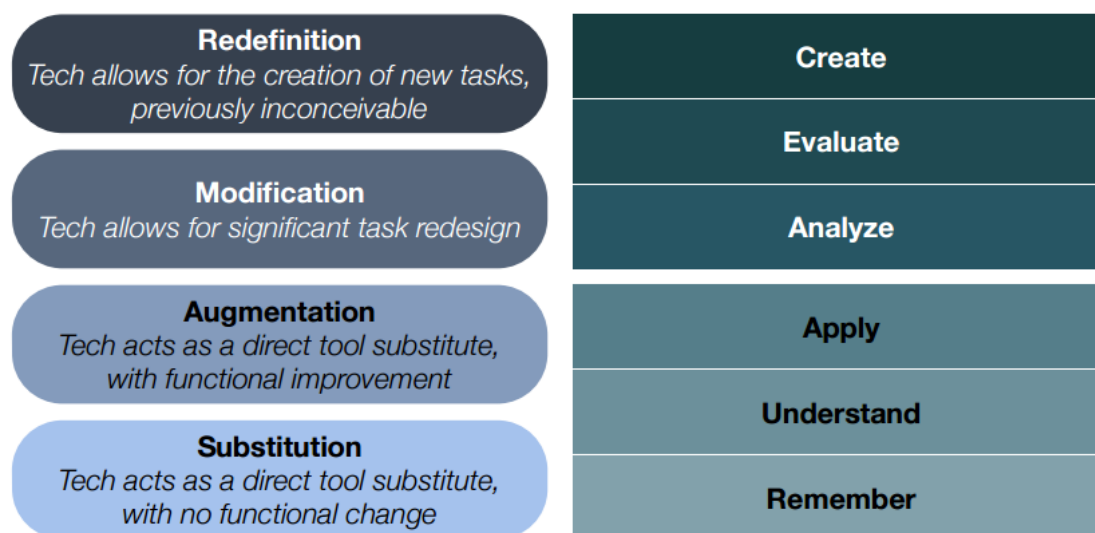 Redefinition
Tech allows for the creation of new tasks,
previously inconceivable
Modification
Tech allows for significant task redesign
Augmentation
Tech acts as a direct tool substitute,
with functional improvement
Substitution
Tech acts as a direct tool substitute,
with no functional change
Create
Evaluate
Analyze
Apply
Understand
Remember